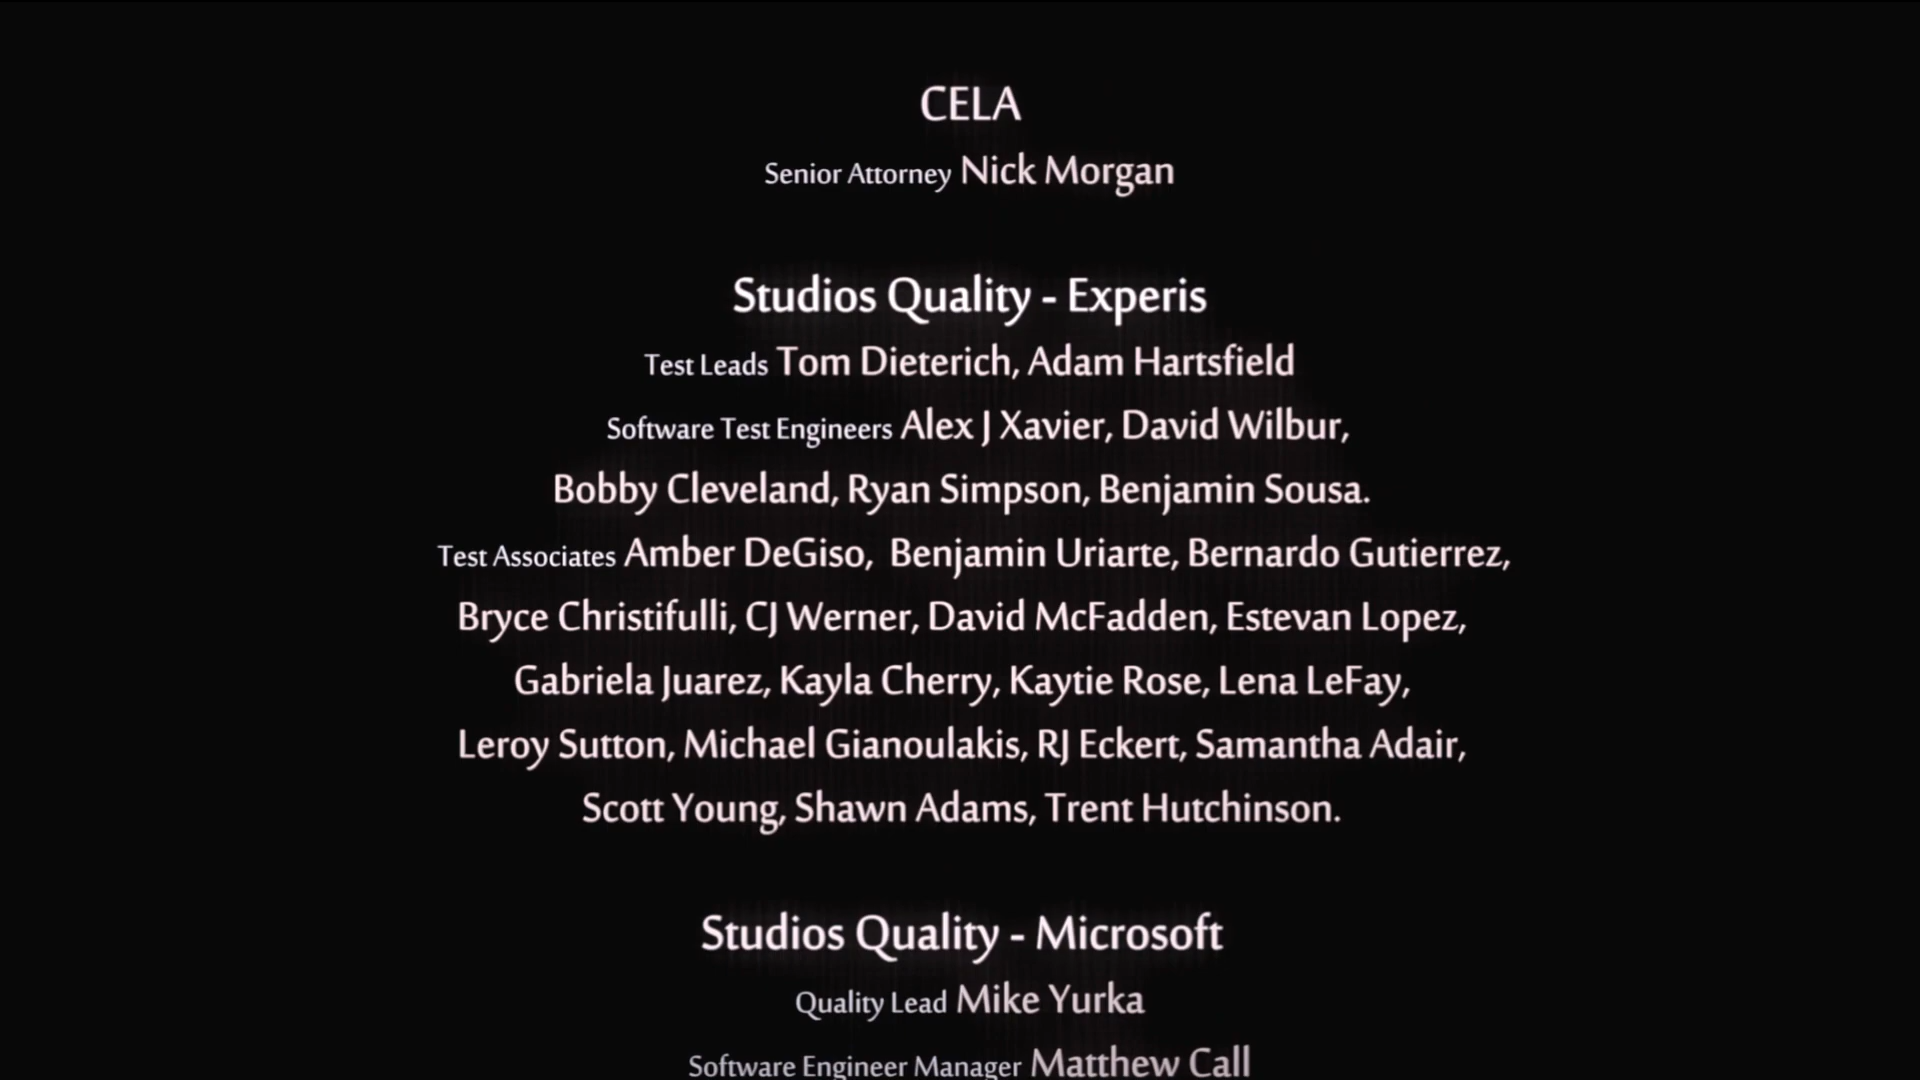 CELA
Senior Attorney Nick Morgan
Studios Quality - Experis
Test Leads Tom Dieterich, Adam Hartsfield
Software Test Engineers Alex J Xavier, David Wilbur,
Bobby Cleveland, Ryan Simpson, Benjamin Sousa.
Test Associates Amber DeGiso,  Benjamin Uriarte, Bernardo Gutierrez,
Bryce Christifulli, CJ Werner, David McFadden, Estevan Lopez,
Gabriela Juarez, Kayla Cherry, Kaytie Rose, Lena LeFay,
Leroy Sutton, Michael Gianoulakis, RJ Eckert, Samantha Adair,
Scott Young, Shawn Adams, Trent Hutchinson.
Studios Quality - Microsoft
Quality Lead Mike Yurka
Software Engineer Manager Matthew Call